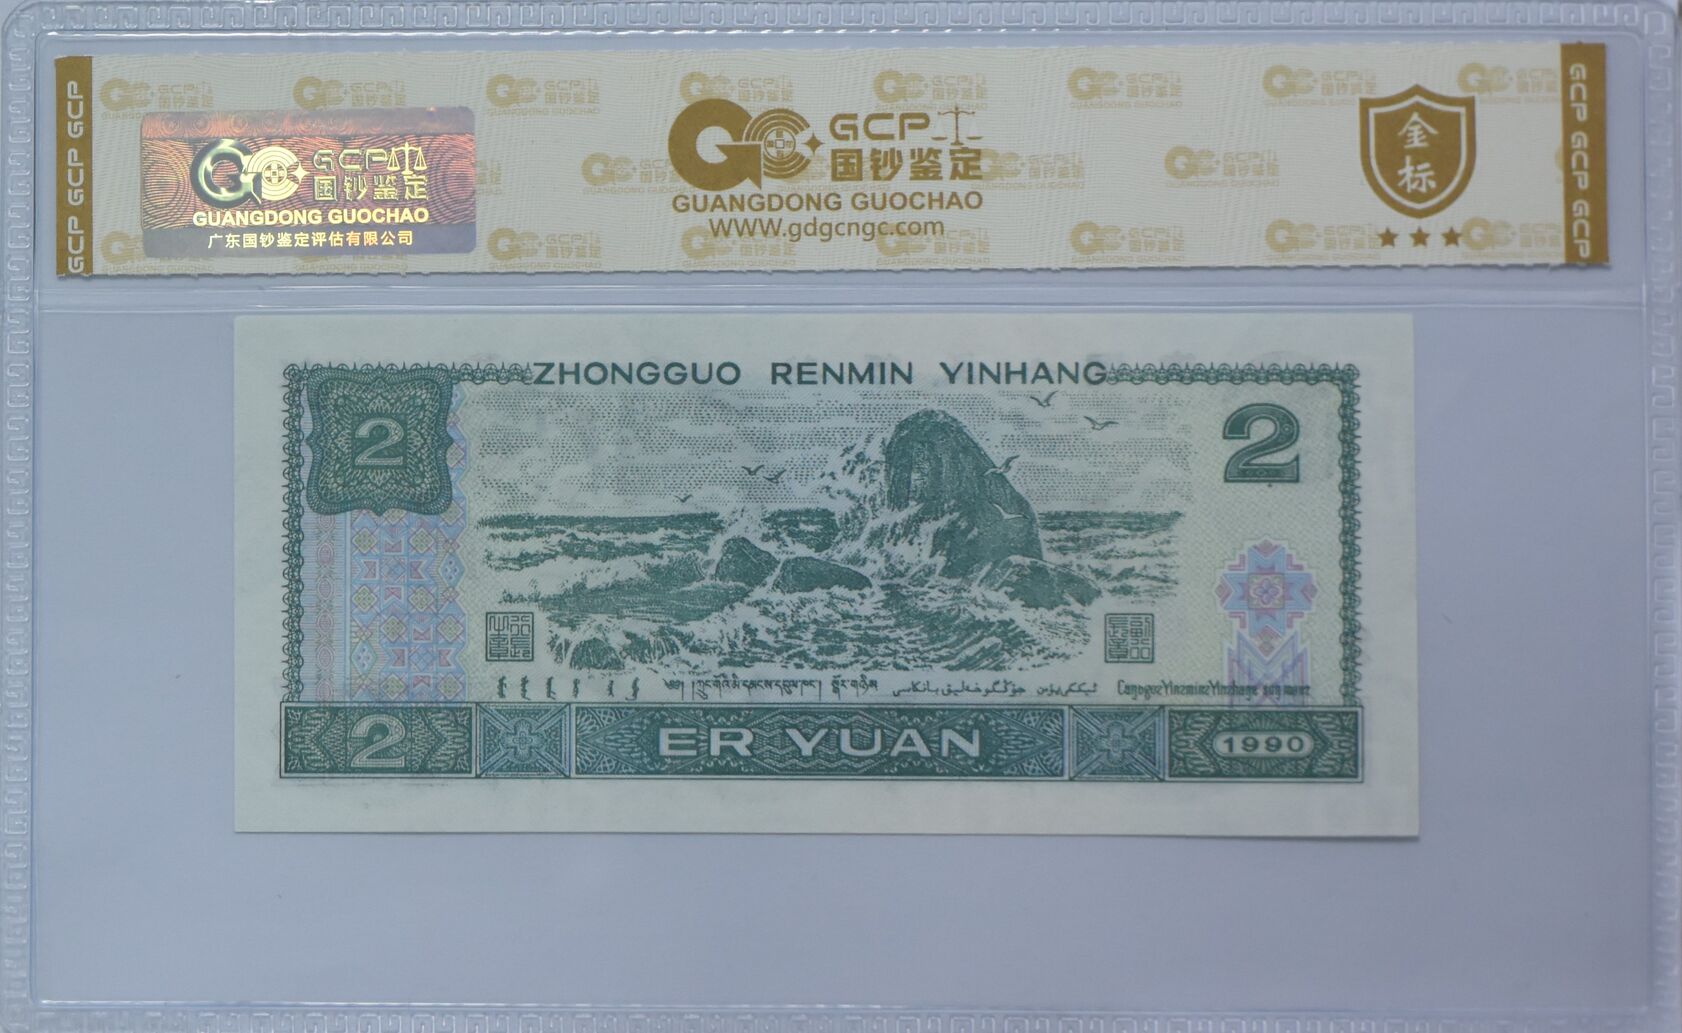 GCP GCP GCP
GCP
国钞鉴定
GUANGDONG GUOCHAO
广东国钞鉴定评估有限公司
GCP
国钞鉴定
GUANGDONG GUOCHAO
WWW.gdgcngc.com
金标
GCP GCP GCP
ZHONGGUO RENMIN YINHANG
2
2
2
ER YUAN
1990